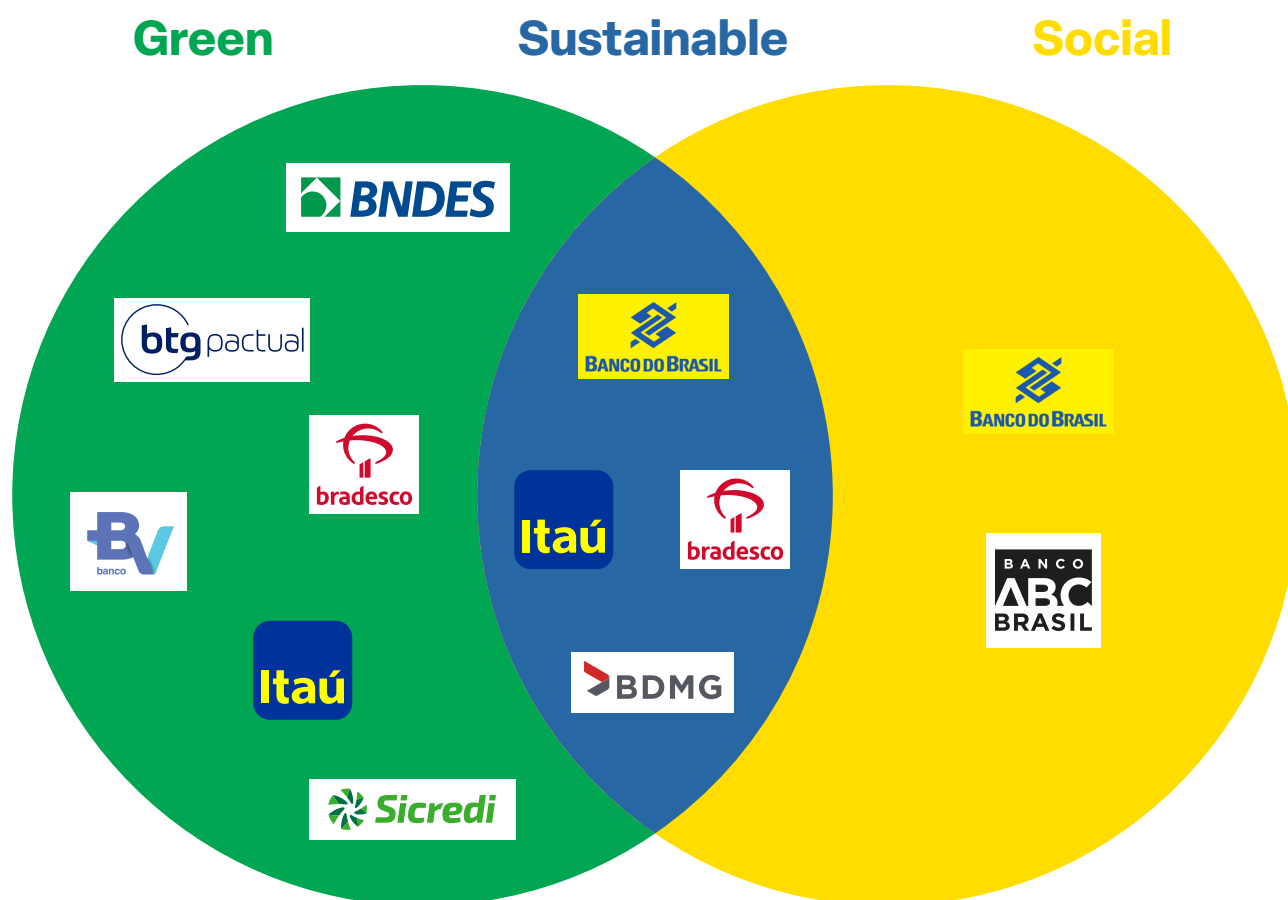 Green
Sustainable
Social
BNDES
btg pactual
BANCO DO BRASIL
BANCO DO BRASIL
bradesco
Itaú
bradesco
BV
banco
BANCO
ABC
BRASIL
Itaú
BDMG
Sicredi